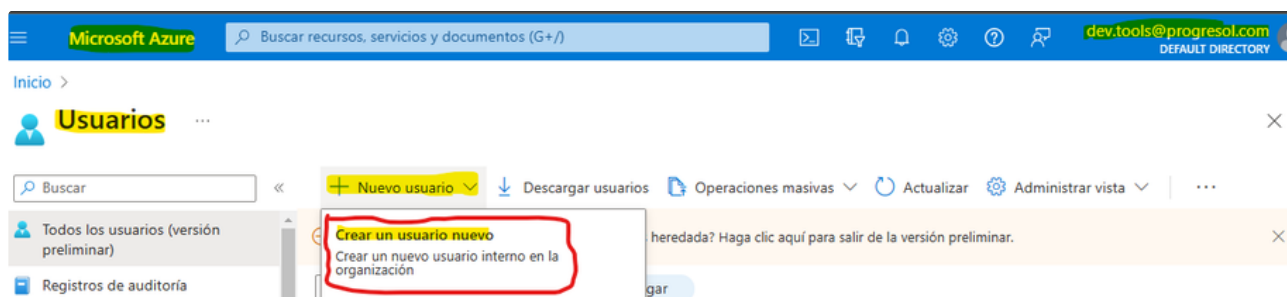 Microsoft Azure
Buscar recursos, servicios y documentos (G+/)
dev.tools@progresol.com
DEFAULT DIRECTORY
Inicio >
Usuarios ...
Buscar
Nuevo usuario
Descargar usuarios
Operaciones masivas
Actualizar
Administrar vista
Todos los usuarios (versión
preliminar)
Crear un usuario nuevo
Crear un nuevo usuario interno en la
organización
heredada? Haga clic aquí para salir de la versión preliminar.
Registros de auditoría
gar